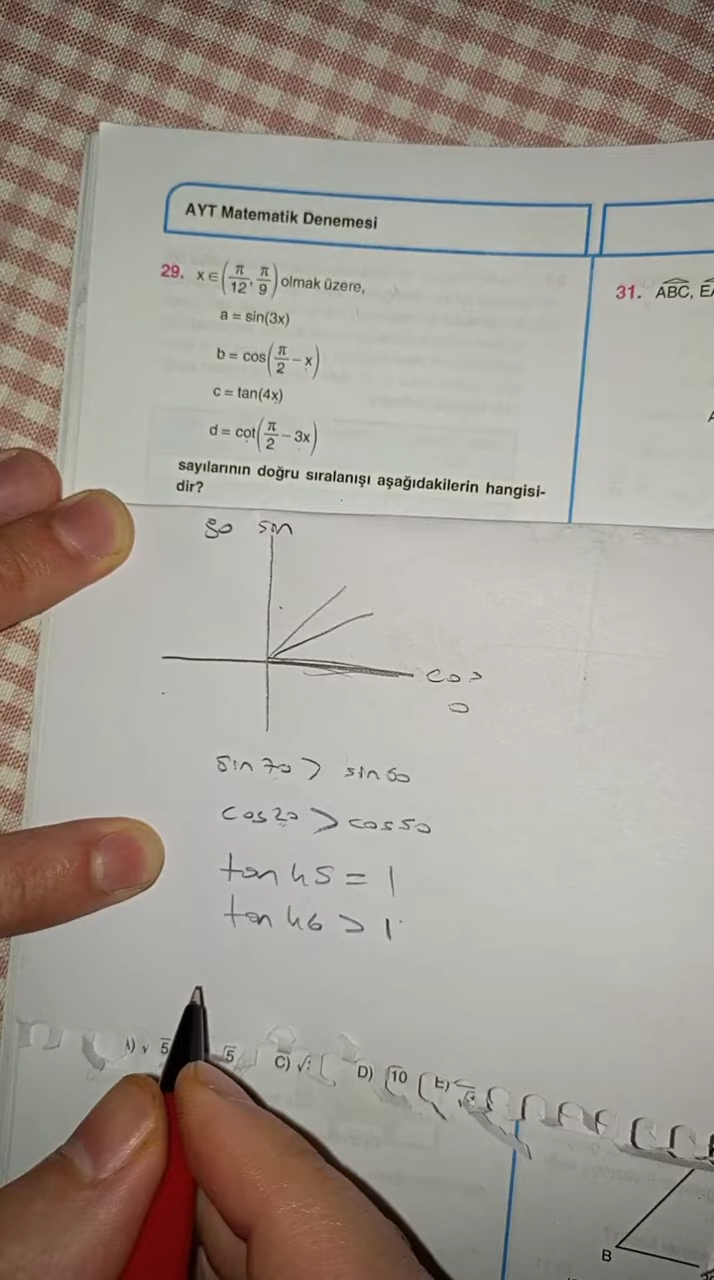 AYT Matematik Denemesi
29. x∈(π/12, π/9) olmak üzere,
a = sin(3x)
b = cos(π/2 − x)
c = tan(4x)
d = cot(π/2 − 3x)
sayılarının doğru sıralanışı aşağıdakilerin hangisi-
dir?
31. ABC,
sin
cos
0
sin 70 > sin 60
cos 20 > cos 50
tan 45 = 1
tan 46 > 1
5
√5
C) √
D) √10
E)
B